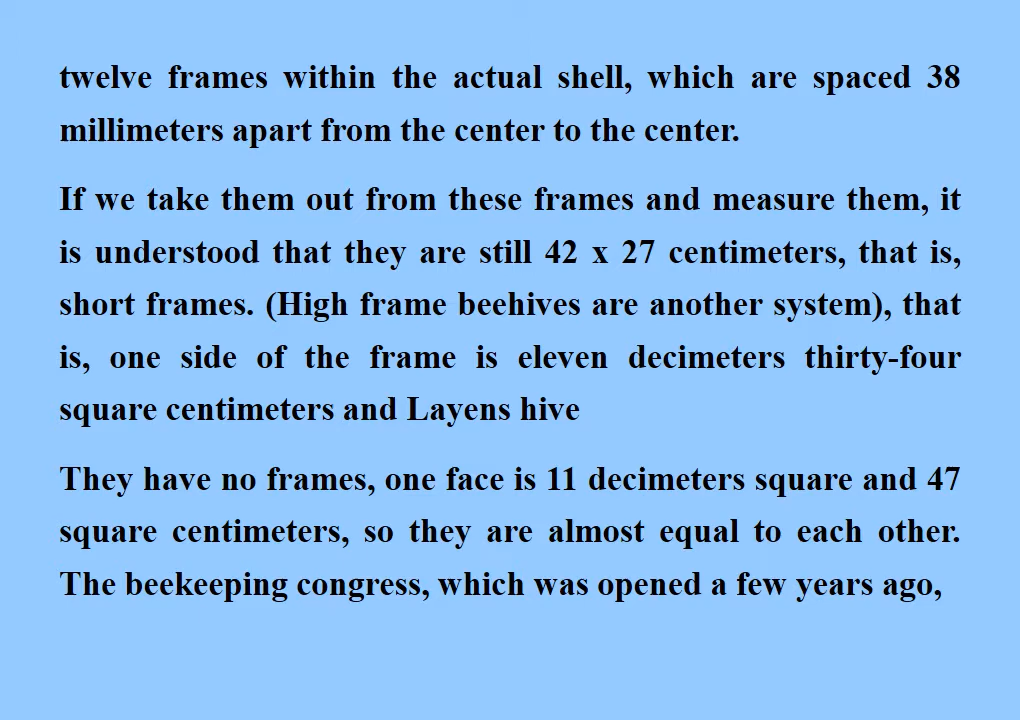 twelve frames within the actual shell, which are spaced 38
millimeters apart from the center to the center.
If we take them out from these frames and measure them, it
is understood that they are still 42 x 27 centimeters, that is,
short frames. (High frame beehives are another system), that
is, one side of the frame is eleven decimeters thirty-four
square centimeters and Layens hive
They have no frames, one face is 11 decimeters square and 47
square centimeters, so they are almost equal to each other.
The beekeeping congress, which was opened a few years ago,